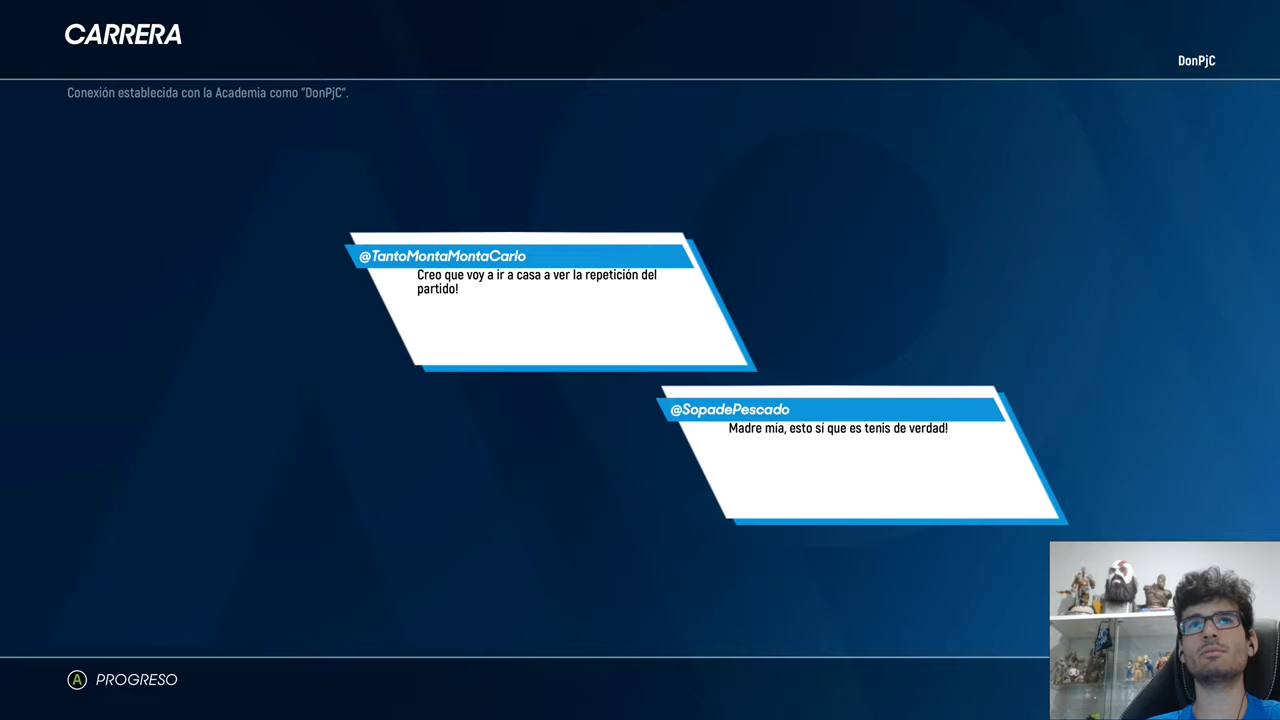 CARRERA
DonPjC
Conexión establecida con la Academia como "DonPjC".
@TantoMontaMontaCarlo
Creo que voy a ir a casa a ver la repetición del
partido!
@SopadePescado
Madre mía, esto sí que es tenis de verdad!
A PROGRESO